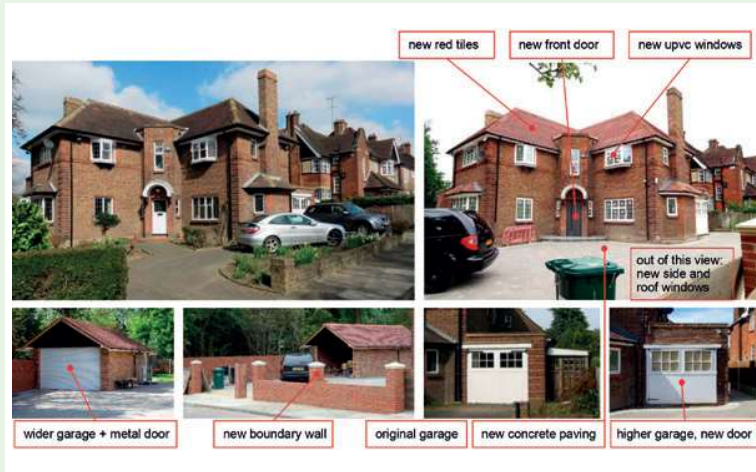 new red tiles
new front door
new upvc windows
out of this view:
new side and
roof windows
wider garage + metal door
new boundary wall
original garage
new concrete paving
higher garage, new door